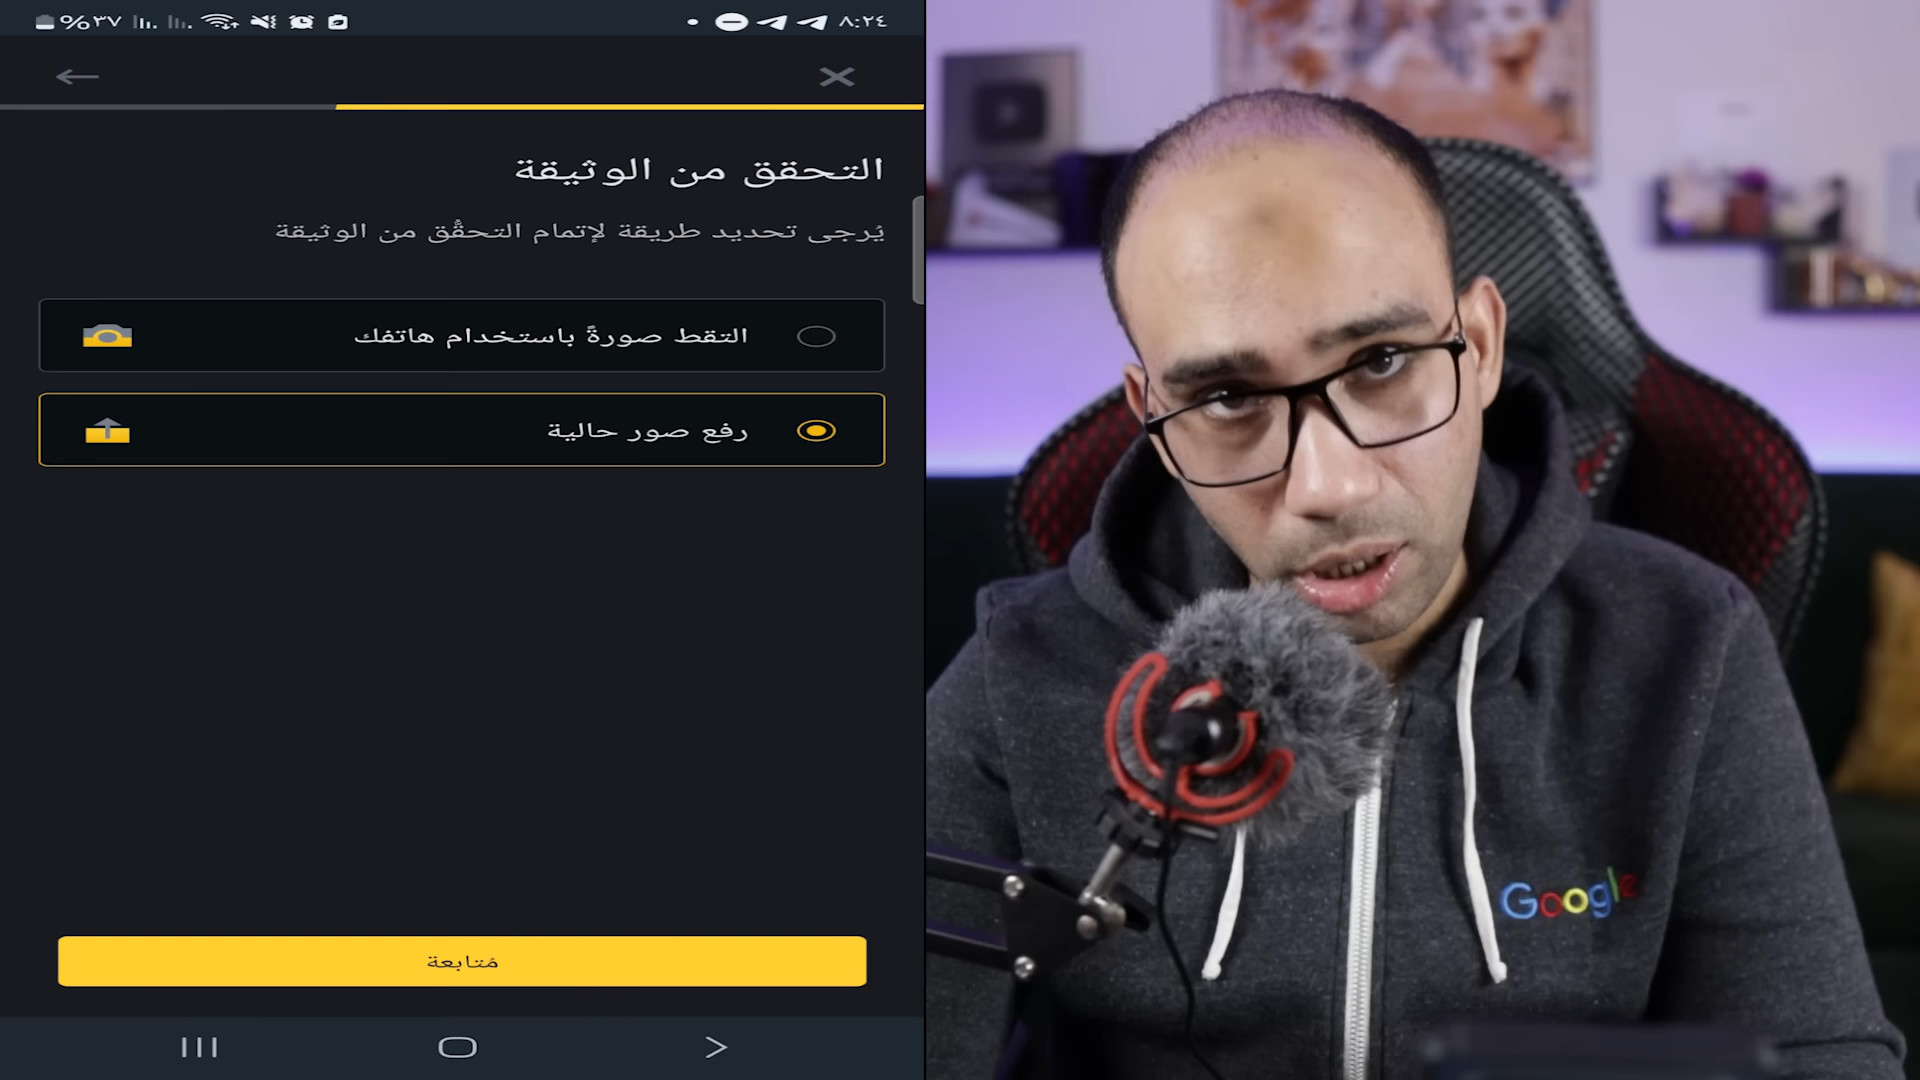 %٣٧
٨:٢٤
التحقق من الوثيقة
يُرجى تحديد طريقة لإتمام التحقُّق من الوثيقة
التقط صورةً باستخدام هاتفك
رفع صور حالية
مُتابعة
Google